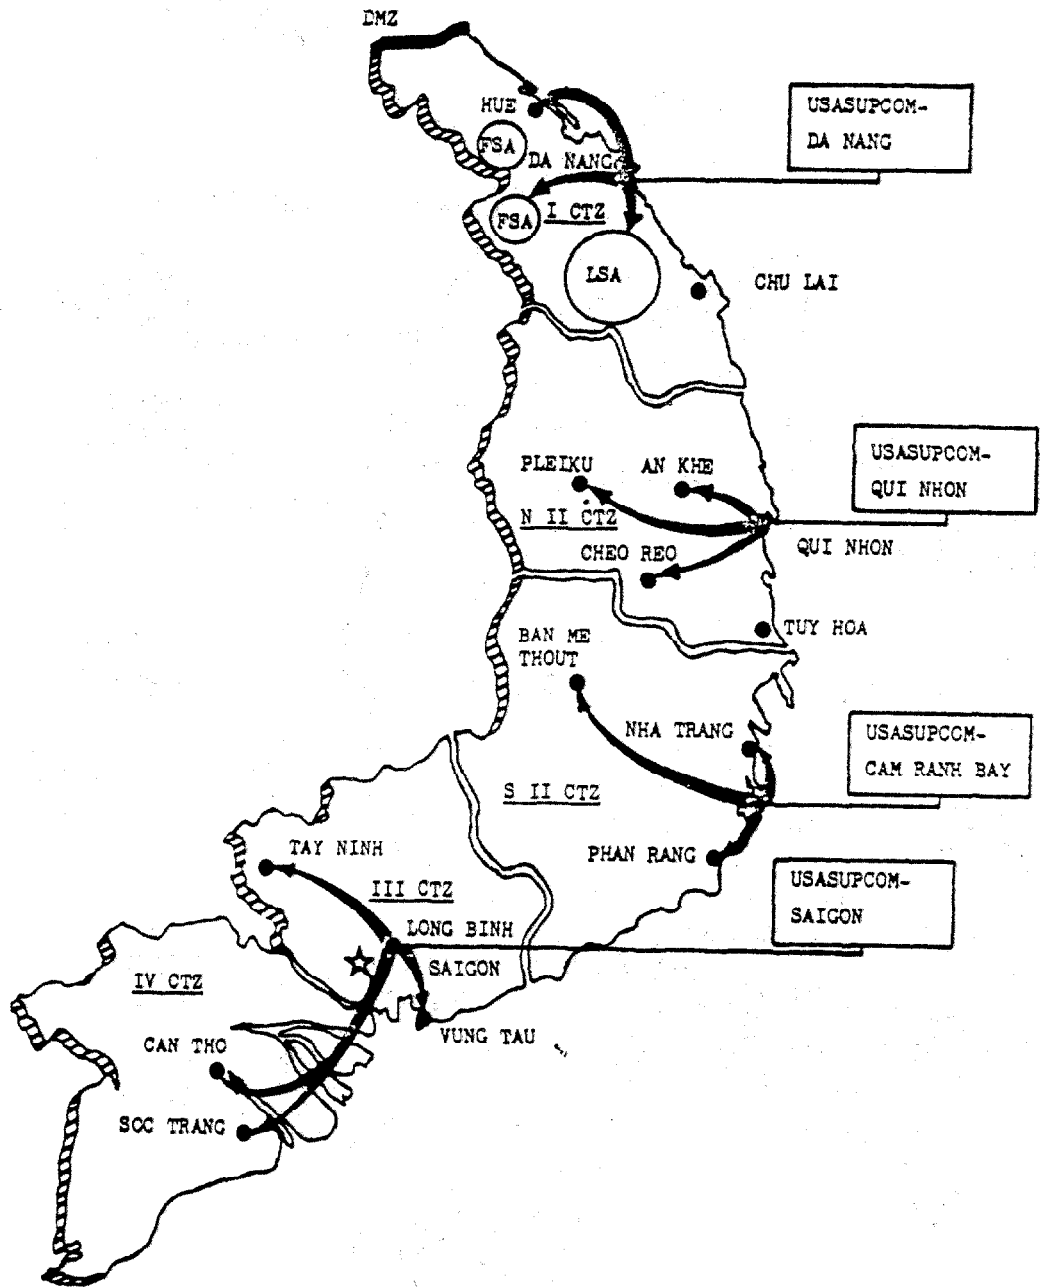 DMZ
HUE
USASUPCOM-
DA NANG
FSA
DA NANG
FSA
I CTZ
LSA
CHU LAI
USASUPCOM-
QUI NHON
PLEIKU
AN KHE
N II CTZ
QUI NHON
CHEO REO
TUY HOA
BAN ME
THOUT
NHA TRANG
USASUPCOM-
CAM RANH BAY
S II CTZ
PHAN RANG
TAY NINH
III CTZ
USASUPCOM-
SAIGON
LONG BINH
SAIGON
IV CTZ
VUNG TAU
CAN THO
SOC TRANG